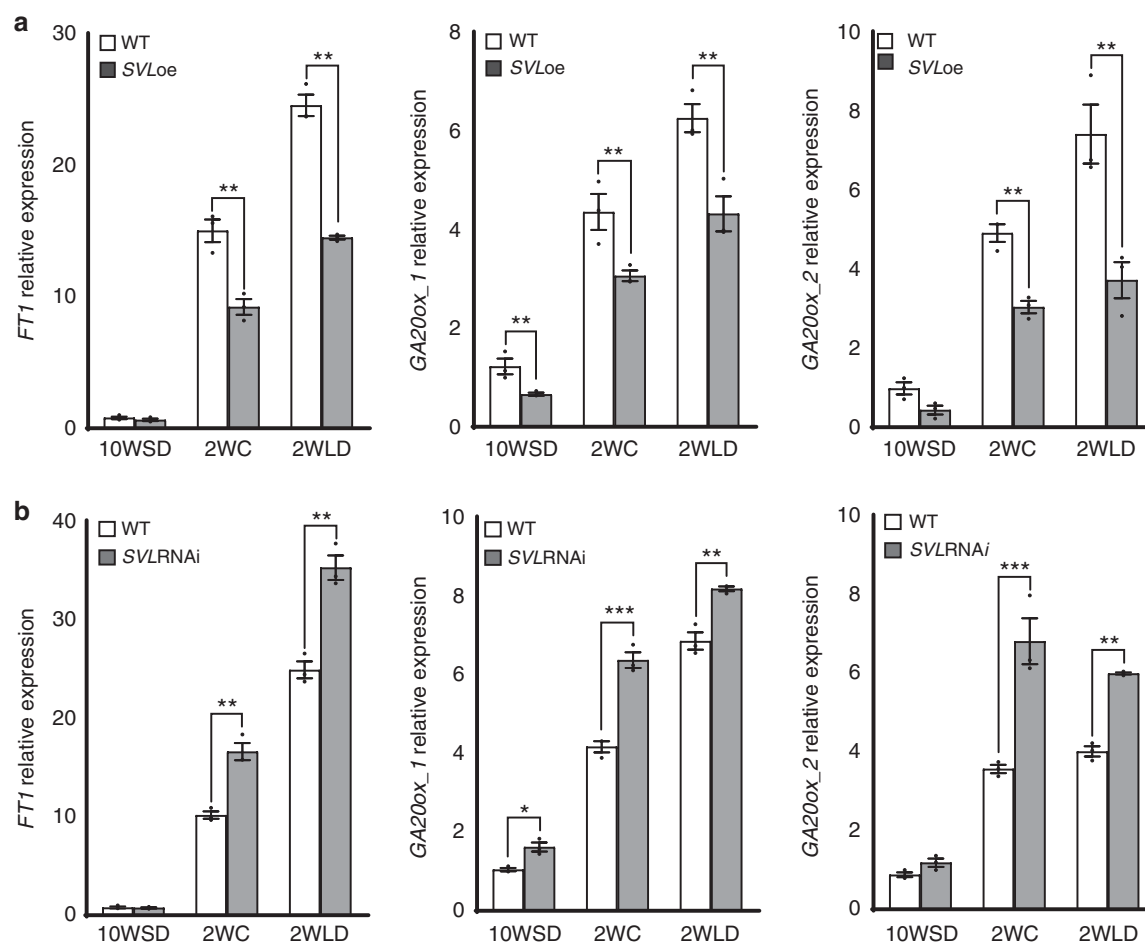 a
FT1 relative expression
30
20
10
0
WT
SVLoe
**
**
10WSD 2WC 2WLD
GA20ox_1 relative expression
8
6
4
2
0
WT
SVLoe
**
**
**
10WSD 2WC 2WLD
GA20ox_2 relative expression
10
8
6
4
2
0
WT
SVLoe
**
**
10WSD 2WC 2WLD
b
FT1 relative expression
40
30
20
10
0
WT
SVLRNAi
**
**
10WSD 2WC 2WLD
GA20ox_1 relative expression
10
8
6
4
2
0
WT
SVLRNAi
*
***
**
10WSD 2WC 2WLD
GA20ox_2 relative expression
10
8
6
4
2
0
WT
SVLRNAi
***
**
10WSD 2WC 2WLD